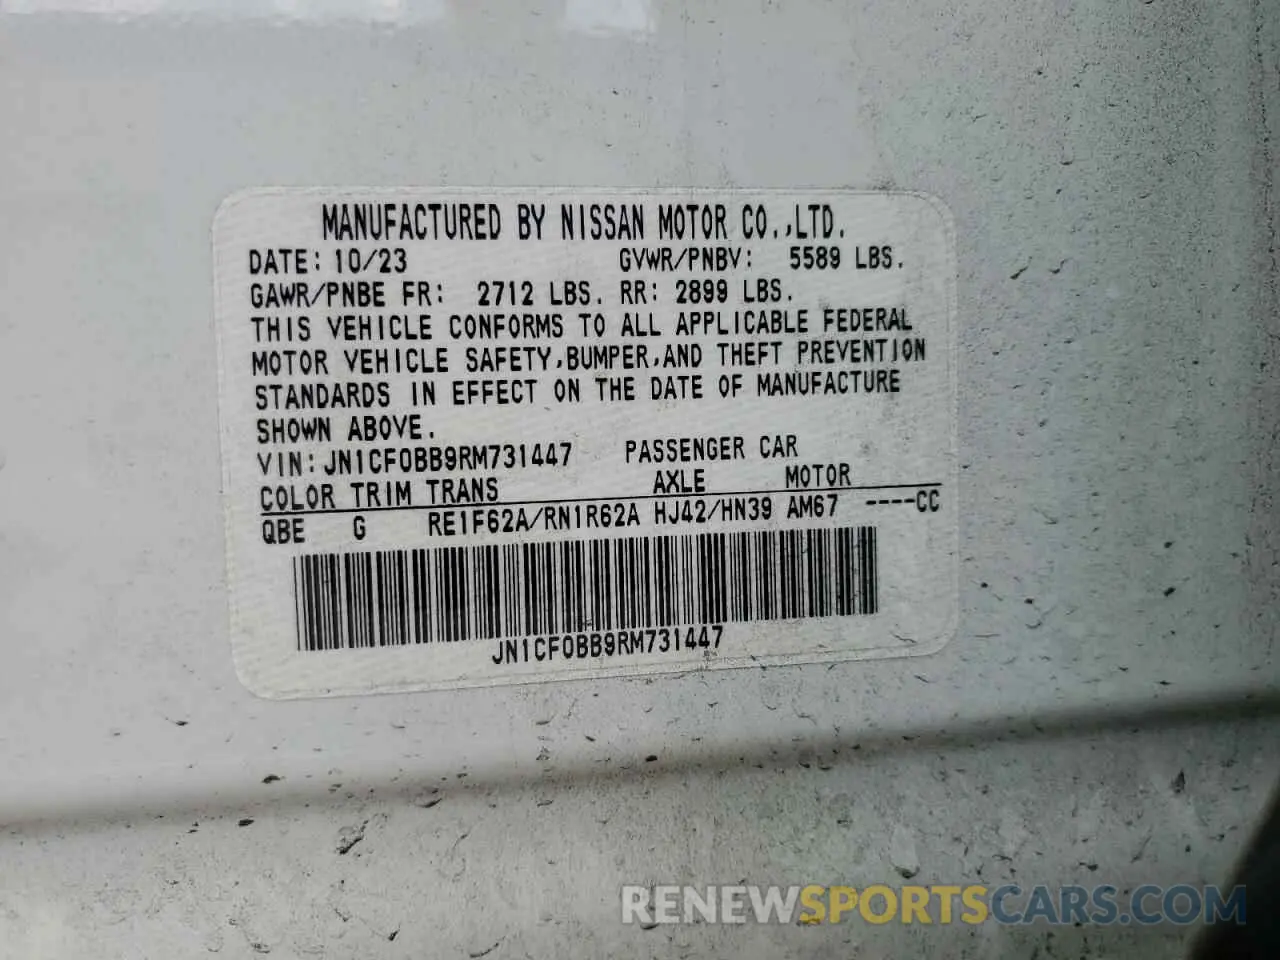 MANUFACTURED BY NISSAN MOTOR CO.,LTD.
DATE: 10/23 GVWR/PNBV: 5589 LBS.
GAWR/PNBE FR: 2712 LBS. RR: 2899 LBS.
THIS VEHICLE CONFORMS TO ALL APPLICABLE FEDERAL
MOTOR VEHICLE SAFETY,BUMPER,AND THEFT PREVENTION
STANDARDS IN EFFECT ON THE DATE OF MANUFACTURE
SHOWN ABOVE.
VIN: JN1CF0BB9RM731447 PASSENGER CAR
COLOR TRIM TRANS AXLE MOTOR
QBE G RE1F62A/RN1R62A HJ42/HN39 AM67 ----CC
JN1CF0BB9RM731447
RENEWSPORTSCARS.COM